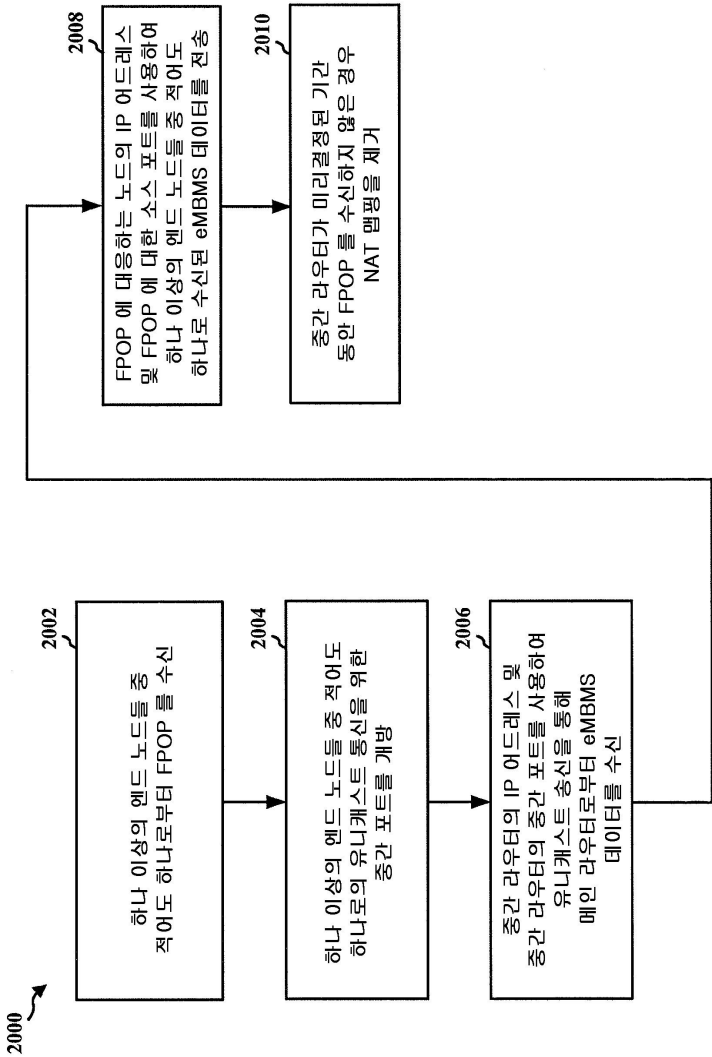 2000
2002
하나 이상의 엔드 노드들 중
적어도 하나로부터 FPOP 를 수신
2004
하나 이상의 엔드 노드들 중 적어도
하나로의 유니캐스트 통신을 위한
중간 포트를 개방
2006
중간 라우터의 IP 어드레스 및
중간 라우터의 중간 포트를 사용하여
유니캐스트 송신을 통해
메인 라우터로부터 eMBMS
데이터를 수신
2008
FPOP 에 대응하는 노드의 IP 어드레스
및 FPOP 에 대한 소스 포트를 사용하여
하나 이상의 엔드 노드들 중 적어도
하나로 수신된 eMBMS 데이터를 전송
2010
중간 라우터가 미리결정된 기간
동안 FPOP 를 수신하지 않은 경우
NAT 맵핑을 제거